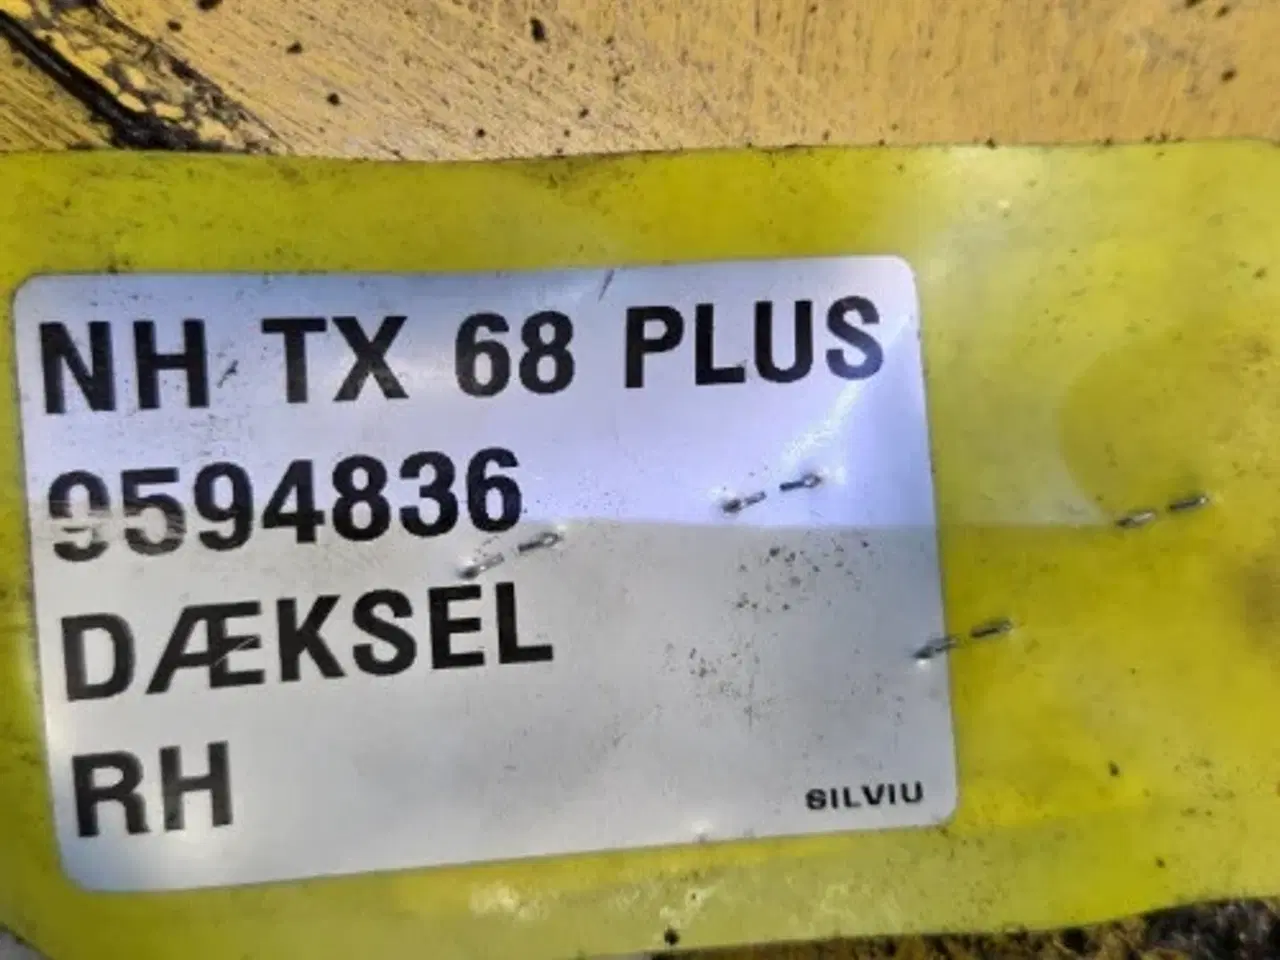 NH TX 68 PLUS
9594836
DÆKSEL
RH
SILVIU